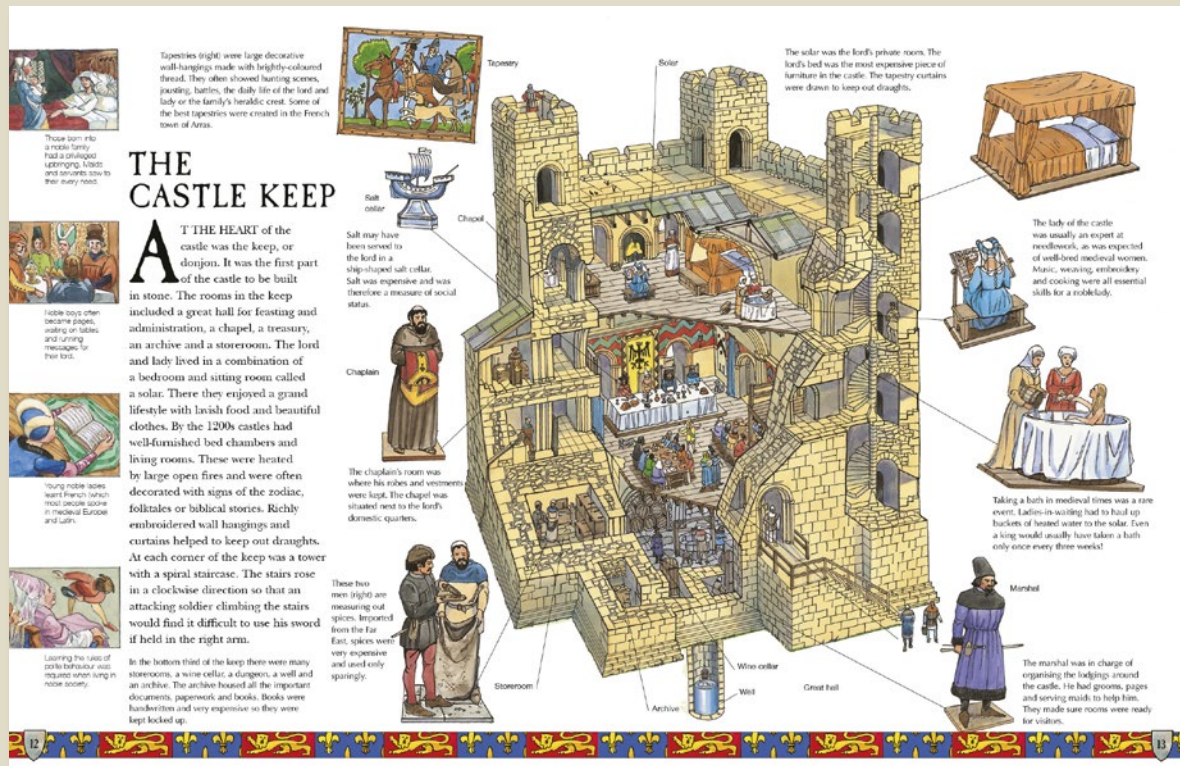 Tapestries (right) were large decorative
wall-hangings made with brightly-coloured
thread. They often showed hunting scenes,
jousting, battles, the daily life of the lord and
lady or the family's heraldic crest. Some of
the best tapestries were created in the French
town of Arras.
Tapestry
Those born into
a noble family
had a privileged
upbringing. Maids
and servants saw to
their every need.
Noble boys often
became pages,
waiting on tables
and running
messages for
their lord.
Young noble ladies
learnt French (which
most people spoke
in medieval Europe)
and Latin.
Learning the rules of
polite behaviour was
required when living in
noble society.
THE
CASTLE KEEP
AT THE HEART of the
castle was the keep, or
donjon. It was the first part
of the castle to be built
in stone. The rooms in the keep
included a great hall for feasting and
administration, a chapel, a treasury,
an archive and a storeroom. The lord
and lady lived in a combination of
a bedroom and sitting room called
a solar. There they enjoyed a grand
lifestyle with lavish food and beautiful
clothes. By the 1200s castles had
well-furnished bed chambers and
living rooms. These were heated
by large open fires and were often
decorated with signs of the zodiac,
folktales or biblical stories. Richly
embroidered wall hangings and
curtains helped to keep out draughts.
At each corner of the keep was a tower
with a spiral staircase. The stairs rose
in a clockwise direction so that an
attacking soldier climbing the stairs
would find it difficult to use his sword
if held in the right arm.
In the bottom third of the keep there were many
storerooms, a wine cellar, a dungeon, a well and
an archive. The archive housed all the important
documents, paperwork and books. Books were
handwritten and very expensive so they were
kept locked up.
Salt
cellar
Chapel
Salt may have
been served to
the lord in a
ship-shaped salt cellar.
Salt was expensive and was
therefore a measure of social
status.
Chaplain
The chaplain's room was
where his robes and vestments
were kept. The chapel was
situated next to the lord's
domestic quarters.
These two
men (right) are
measuring out
spices. Imported
from the Far
East, spices were
very expensive
and used only
sparingly.
Storeroom
Archive
Well
Wine cellar
Great hall
Solar
The solar was the lord's private room. The
lord's bed was the most expensive piece of
furniture in the castle. The tapestry curtains
were drawn to keep out draughts.
The lady of the castle
was usually an expert at
needlework, as was expected
of well-bred medieval women.
Music, weaving, embroidery
and cooking were all essential
skills for a noblelady.
Taking a bath in medieval times was a rare
event. Ladies-in-waiting had to haul up
buckets of heated water to the solar. Even
a king would usually have taken a bath
only once every three weeks!
Marshal
The marshal was in charge of
organising the lodgings around
the castle. He had grooms, pages
and serving maids to help him.
They made sure rooms were ready
for visitors.
12
13